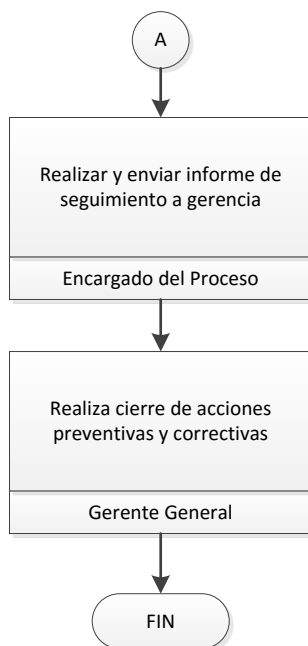 A
Realizar y enviar informe de
seguimiento a gerencia
Encargado del Proceso
Realiza cierre de acciones
preventivas y correctivas
Gerente General
FIN